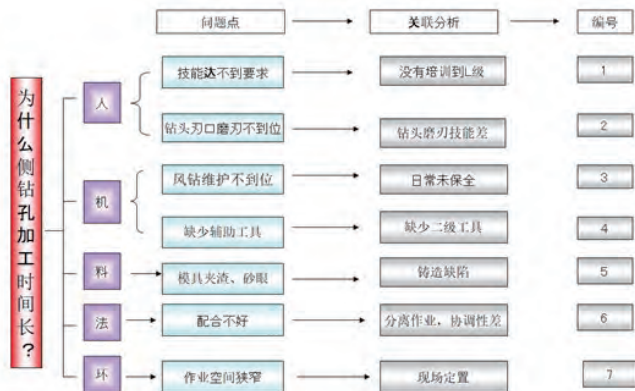 问题点 关联分析 编号
为什么侧钻孔加工时间长？
人
技能达不到要求 没有培训到L级 1
钻头刃口磨刃不到位 钻头磨刃技能差 2
机
风钻维护不到位 日常未保全 3
缺少辅助工具 缺少二级工具 4
料 模具夹渣、砂眼 铸造缺陷 5
法 配合不好 分离作业，协调性差 6
环 作业空间狭窄 现场定置 7